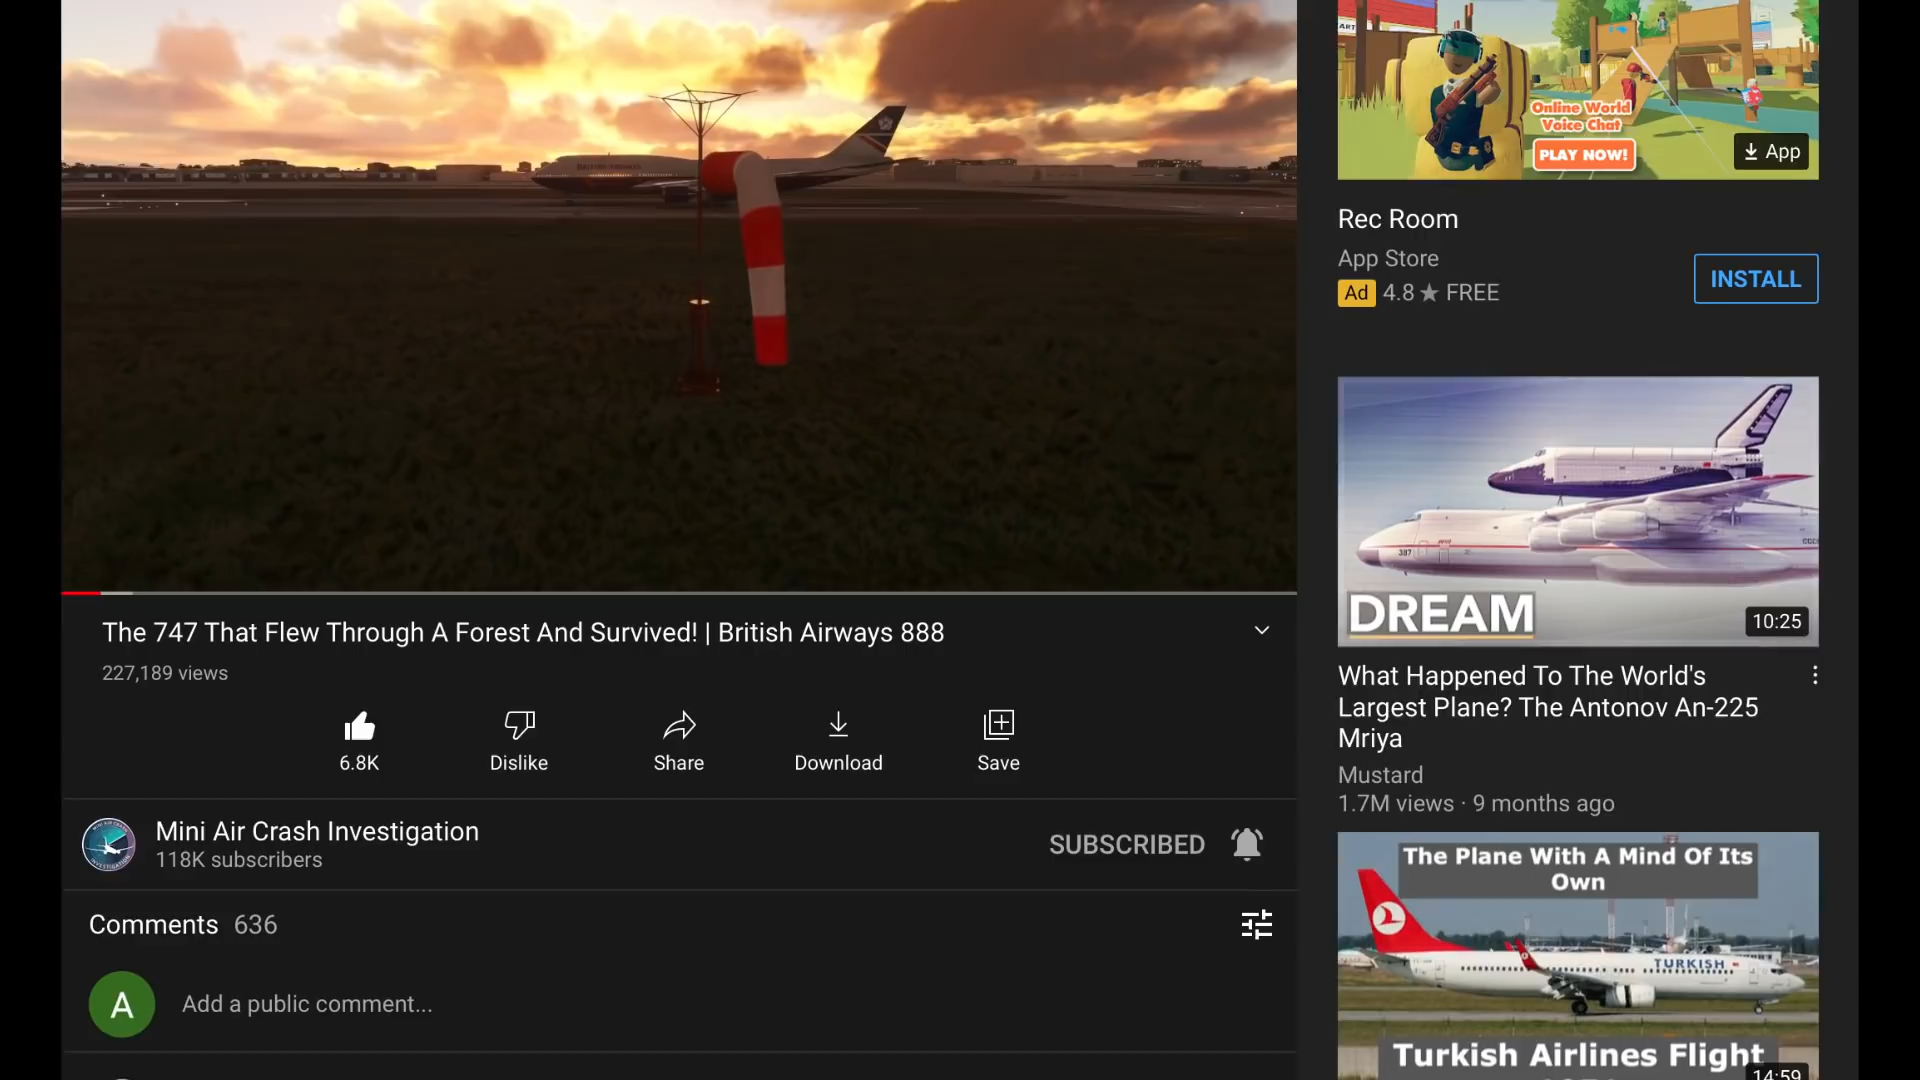 BRITISH AIRWAYS
The 747 That Flew Through A Forest And Survived! | British Airways 888
227,189 views
6.8K
Dislike
Share
Download
Save
Mini Air Crash Investigation
118K subscribers
SUBSCRIBED
Comments 636
A
Add a public comment...
Online World
Voice Chat
PLAY NOW!
App
Rec Room
App Store
Ad 4.8 ★ FREE
INSTALL
387
DREAM
10:25
What Happened To The World's
Largest Plane? The Antonov An-225
Mriya
Mustard
1.7M views · 9 months ago
The Plane With A Mind Of Its
Own
TURKISH
Turkish Airlines Flight
14:59